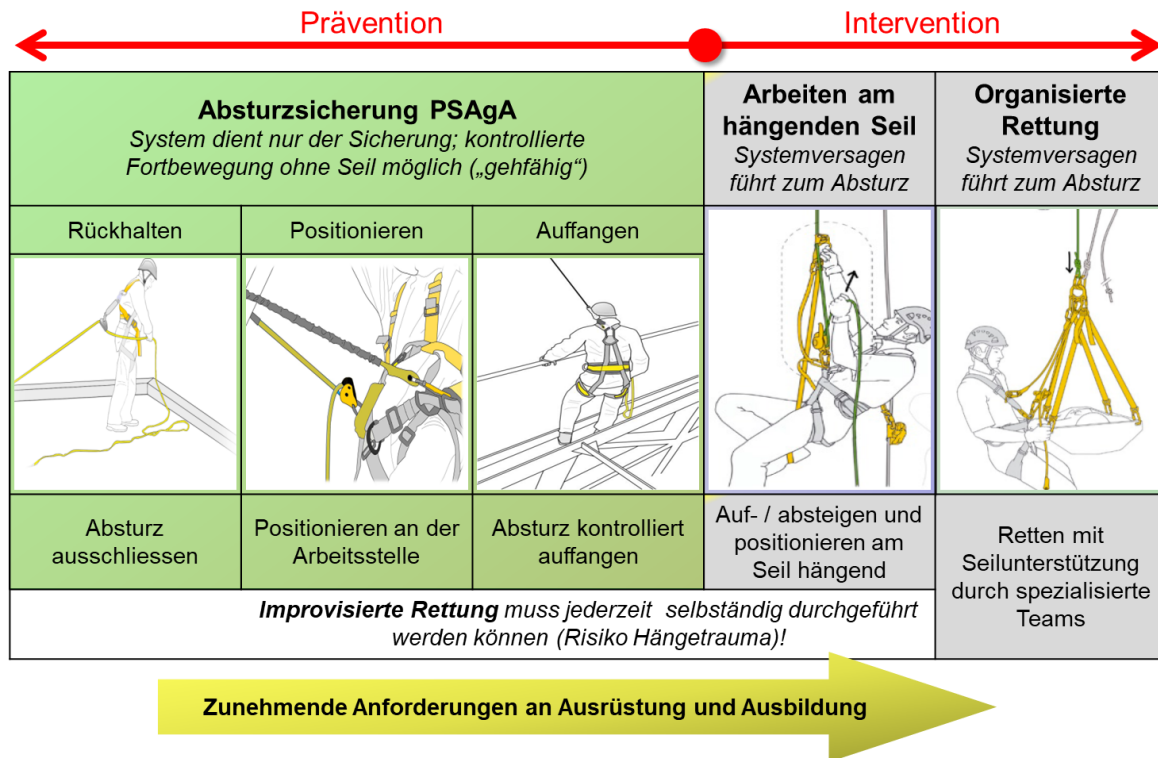 Prävention
Intervention
Absturzsicherung PSAgA
System dient nur der Sicherung; kontrollierte
Fortbewegung ohne Seil möglich („gehfähig“)
Arbeiten am
hängenden Seil
Systemversagen
führt zum Absturz
Organisierte
Rettung
Systemversagen
führt zum Absturz
Rückhalten
Positionieren
Auffangen
Absturz
ausschliessen
Positionieren an der
Arbeitsstelle
Absturz kontrolliert
auffangen
Auf- / absteigen und
positionieren am
Seil hängend
Retten mit
Seilunterstützung
durch spezialisierte
Teams
Improvisierte Rettung muss jederzeit selbständig durchgeführt
werden können (Risiko Hängetrauma)!
Zunehmende Anforderungen an Ausrüstung und Ausbildung